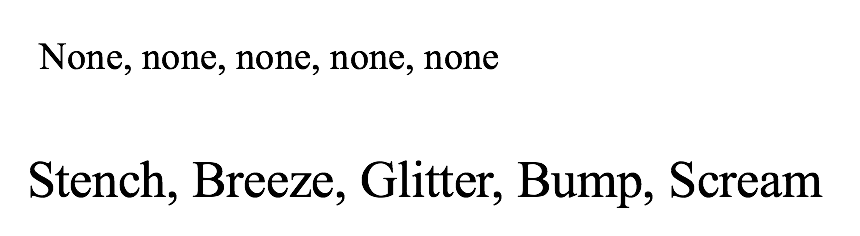 None, none, none, none, none
Stench, Breeze, Glitter, Bump, Scream